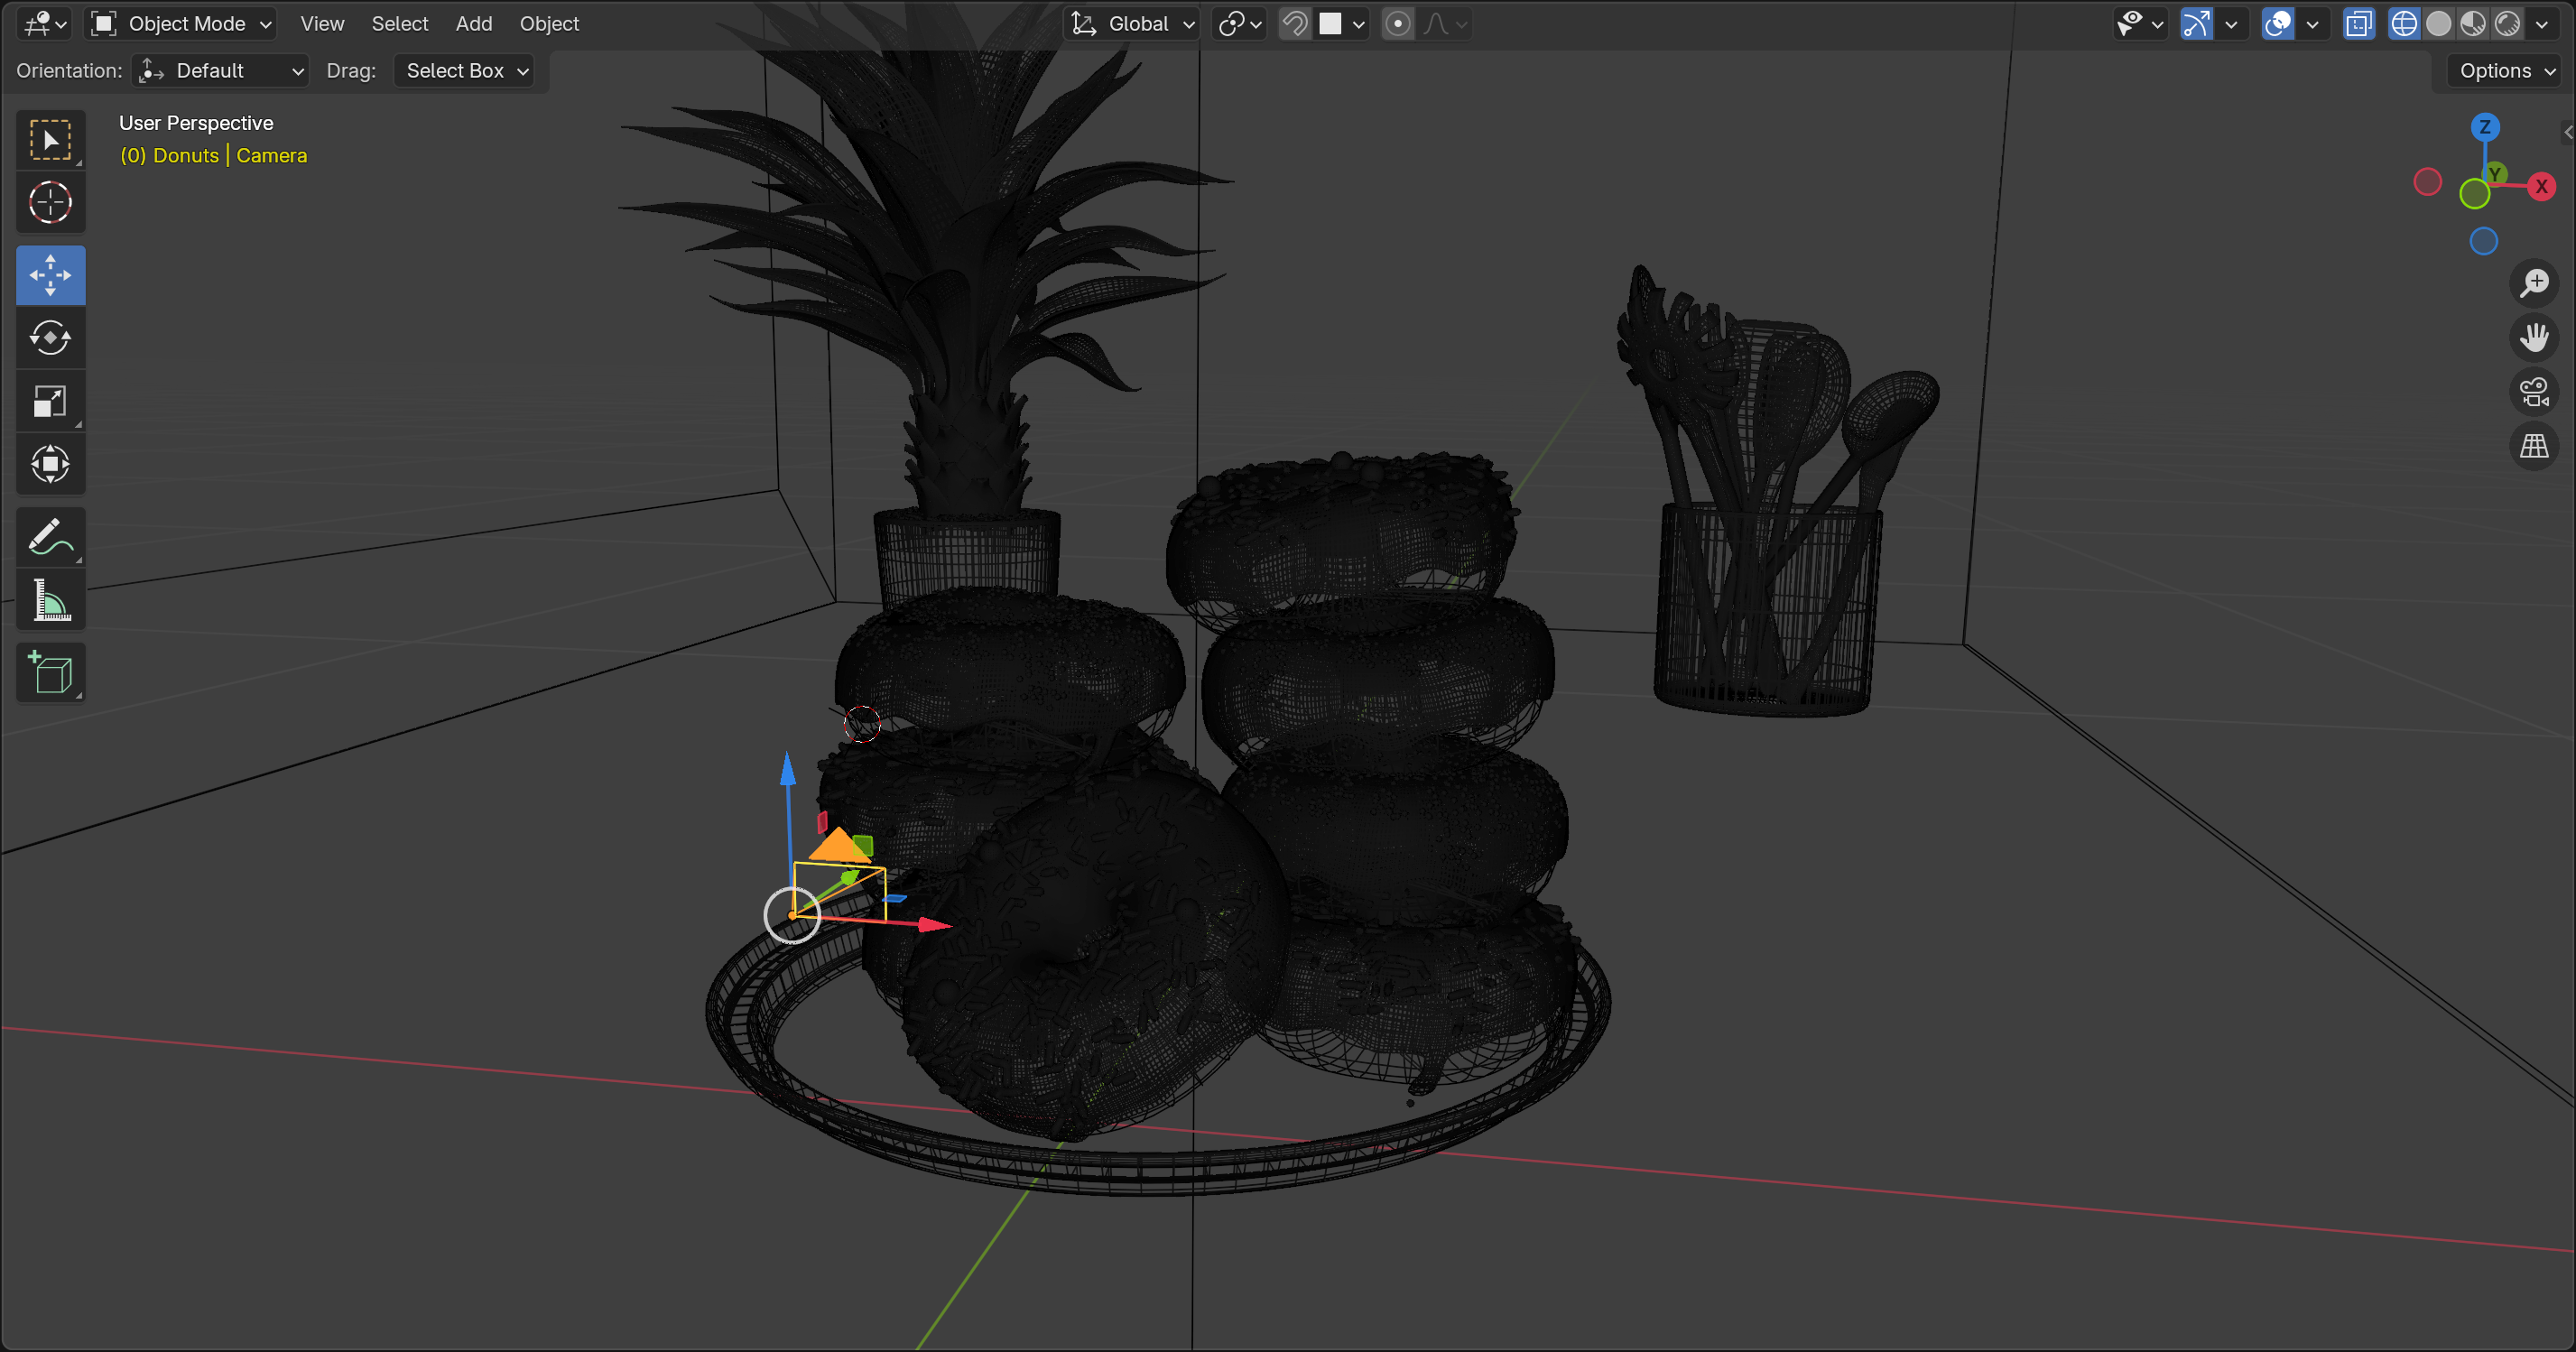 Object Mode View Select Add Object Global
Orientation: Default Drag: Select Box Options
User Perspective
(0) Donuts | Camera
Z
Y
X